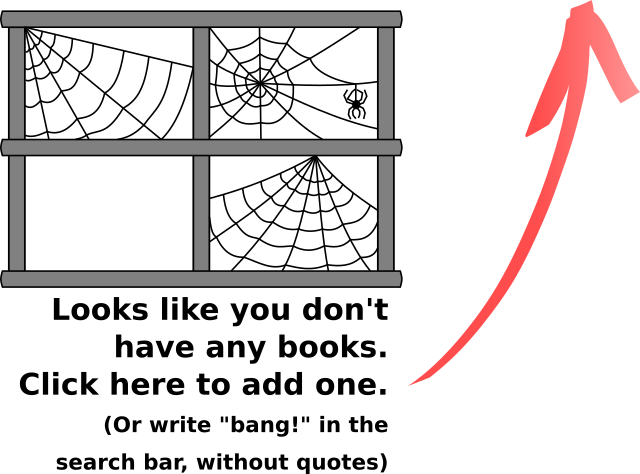 Looks like you don't
have any books.
Click here to add one.
(Or write "bang!" in the
search bar, without quotes)